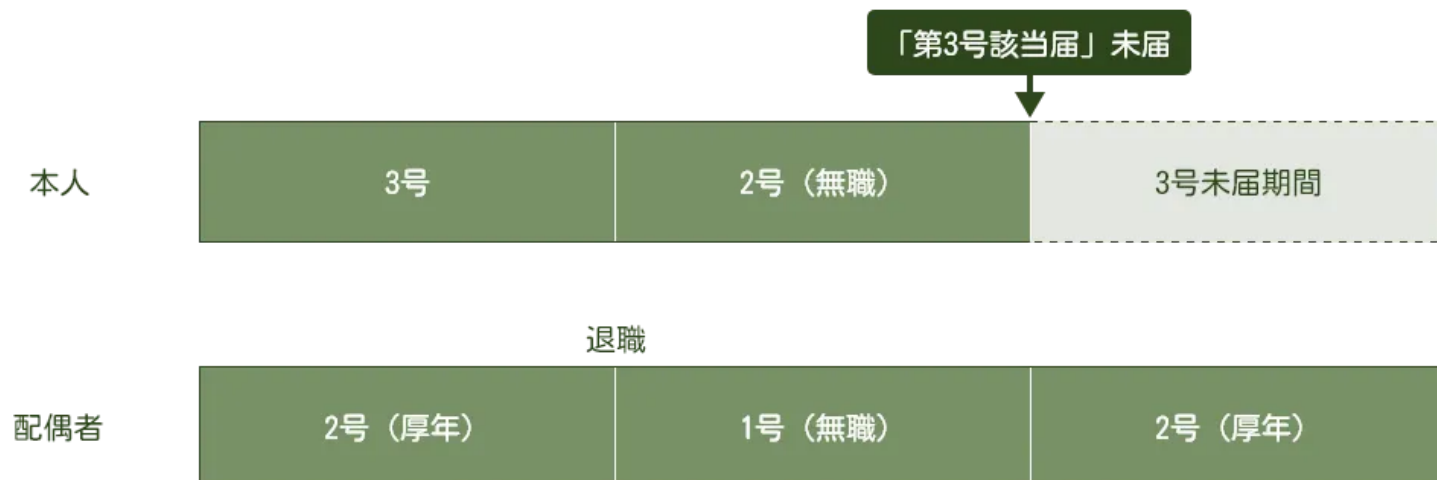 「第3号該当届」未届
本人
3号
2号（無職）
3号未届期間
退職
配偶者
2号（厚年）
1号（無職）
2号（厚年）